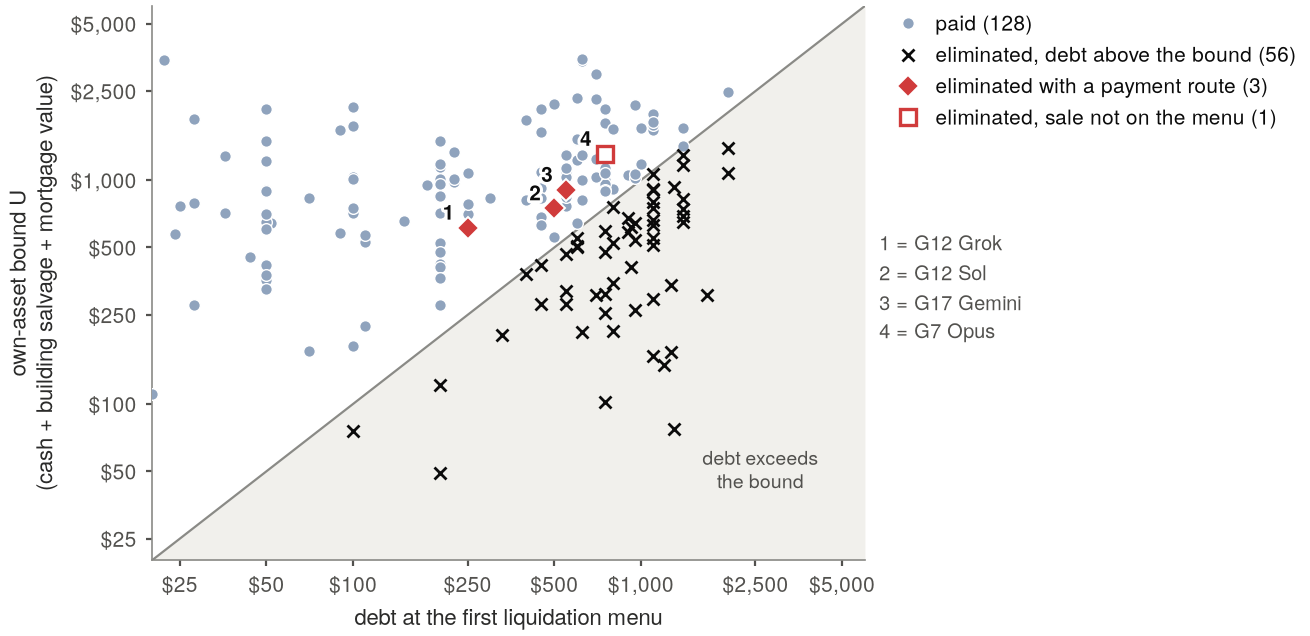 $5,000
$2,500
$1,000
$500
$250
$100
$50
$25
own-asset bound U
(cash + building salvage + mortgage value)
4
3
2
1
debt exceeds
the bound
$25
$50
$100
$250
$500
$1,000
$2,500
$5,000
debt at the first liquidation menu
paid (128)
eliminated, debt above the bound (56)
eliminated with a payment route (3)
eliminated, sale not on the menu (1)
1 = G12 Grok
2 = G12 Sol
3 = G17 Gemini
4 = G7 Opus